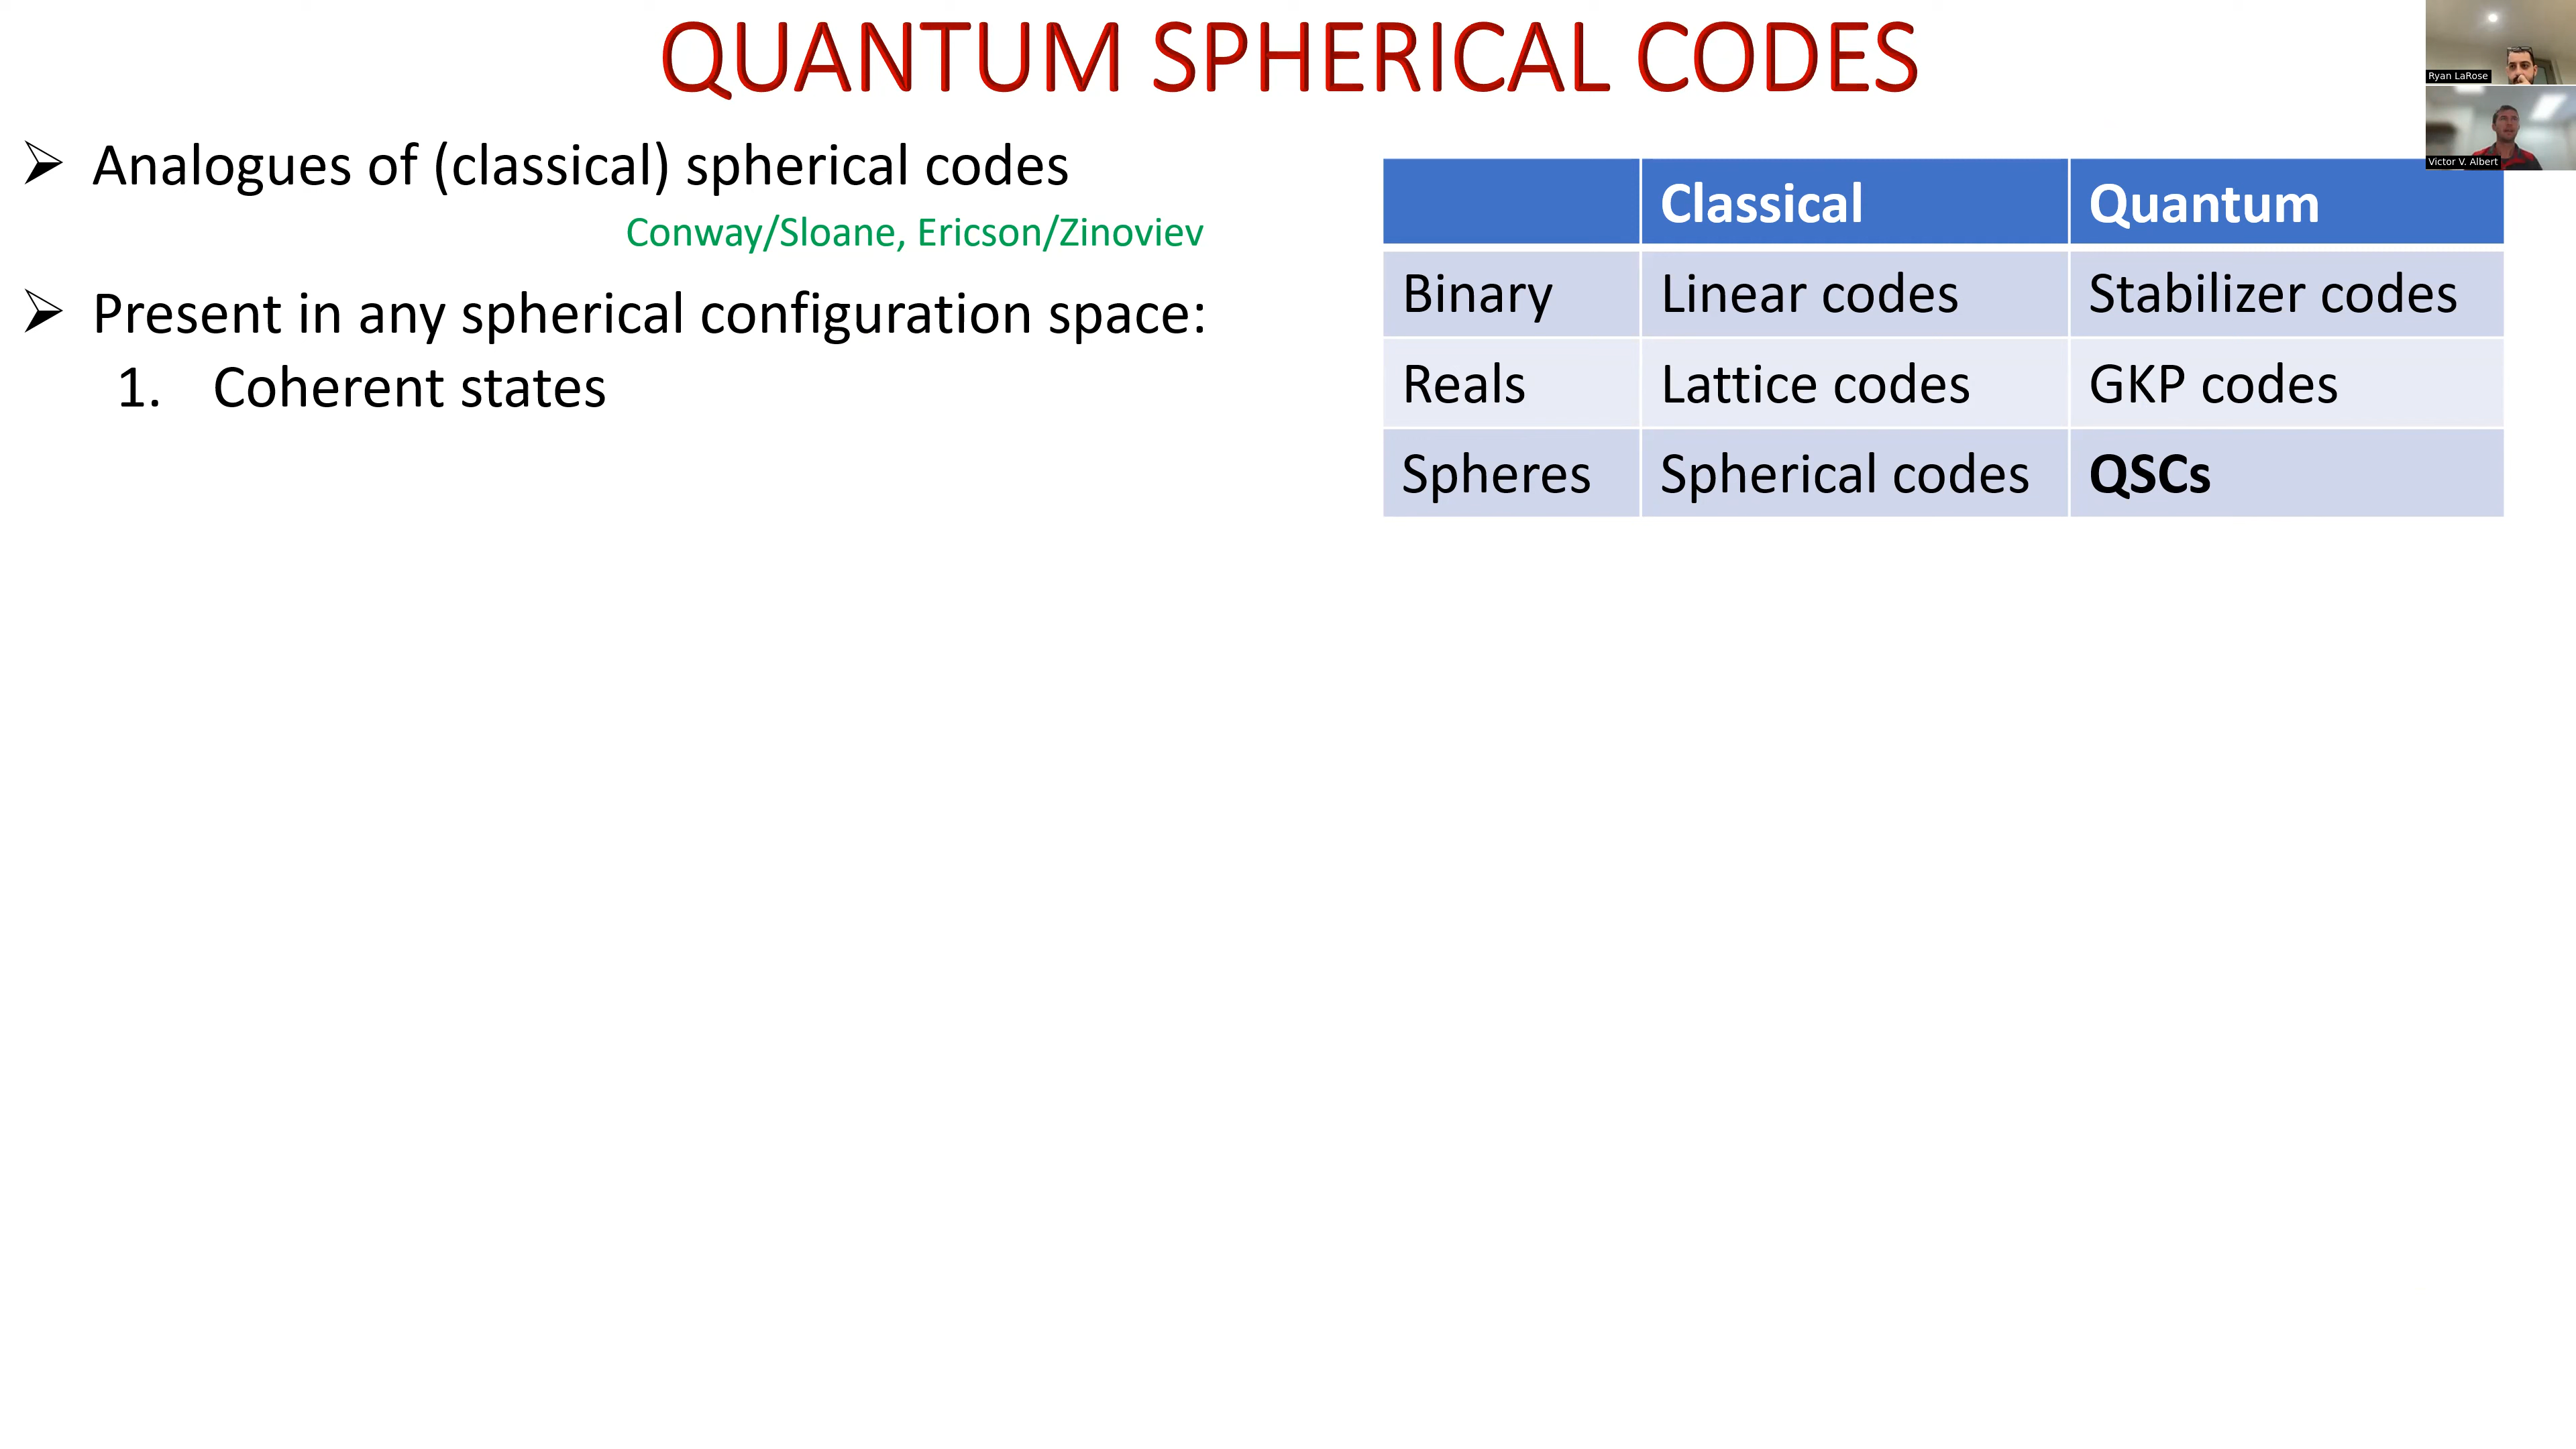 QUANTUM SPHERICAL CODES
Ryan LaRose
Victor V. Albert
➢ Analogues of (classical) spherical codes
Conway/Sloane, Ericson/Zinoviev
➢ Present in any spherical configuration space:
1. Coherent states
Classical Quantum
Binary Linear codes Stabilizer codes
Reals Lattice codes GKP codes
Spheres Spherical codes QSCs